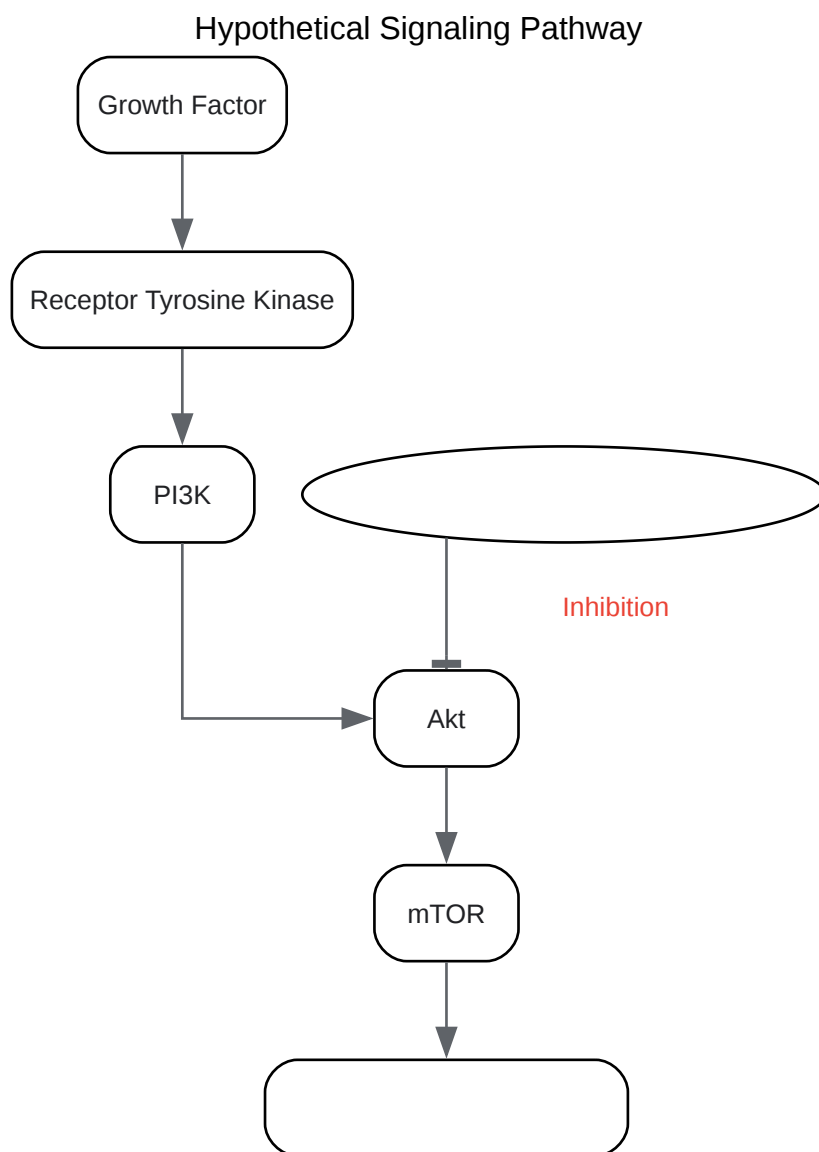 Hypothetical Signaling Pathway
Growth Factor
Receptor Tyrosine Kinase
PI3K
Inhibition
Akt
mTOR